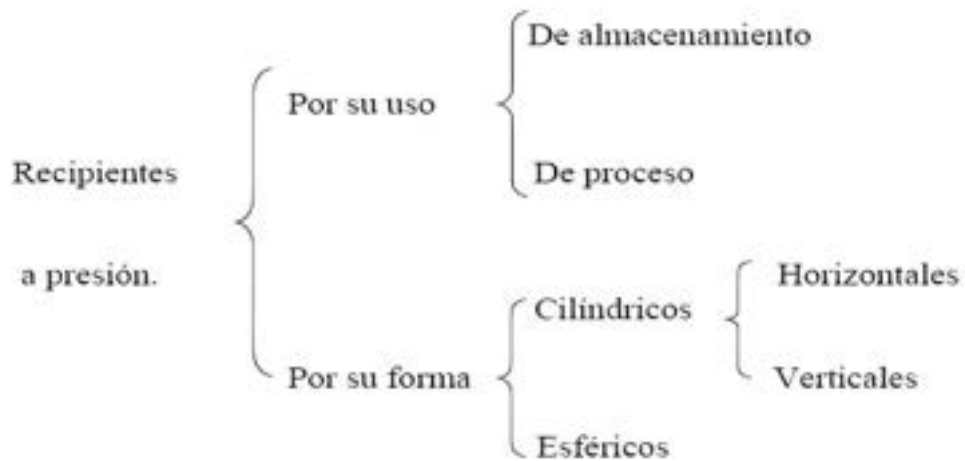 Recipientes
a presión.
Por su uso
De almacenamiento
De proceso
Por su forma
Cilíndricos
Horizontales
Verticales
Esféricos